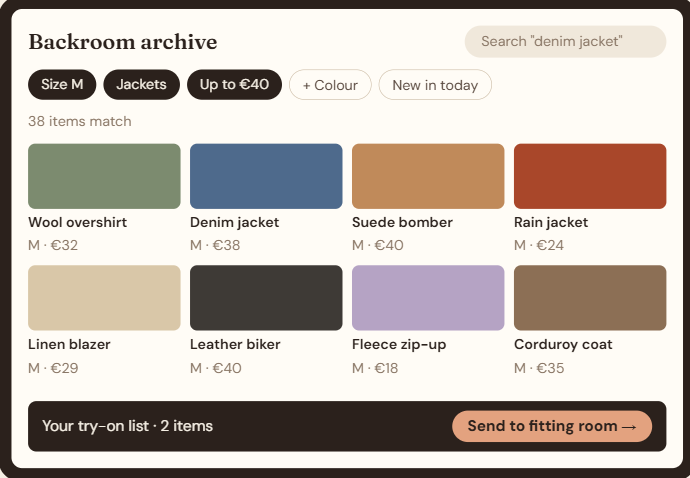 Backroom archive
Search "denim jacket"
Size M
Jackets
Up to €40
+ Colour
New in today
38 items match
Wool overshirt
Denim jacket
Suede bomber
Rain jacket
M · €32
M · €38
M · €40
M · €24
Linen blazer
Leather biker
Fleece zip-up
Corduroy coat
M · €29
M · €40
M · €18
M · €35
Your try-on list · 2 items
Send to fitting room →